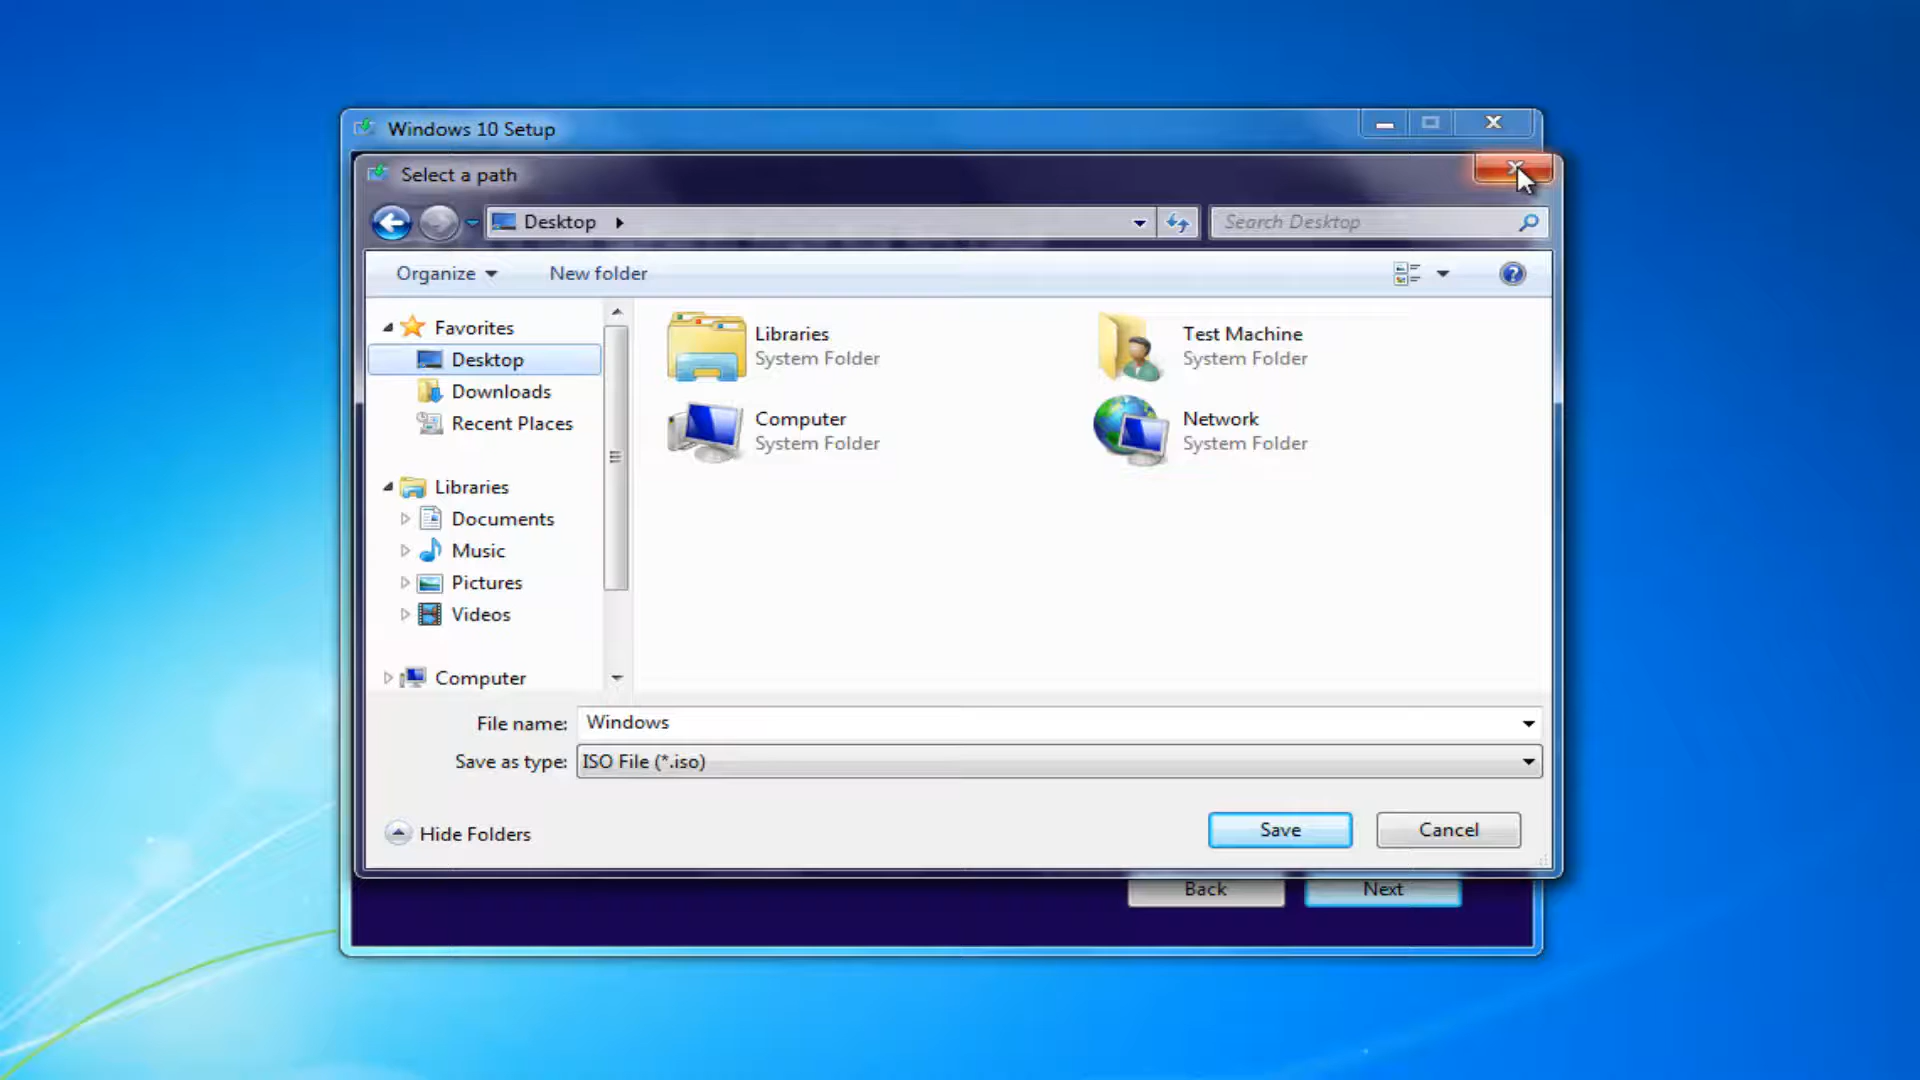 Windows 10 Setup
Select a path
Desktop
Search Desktop
Organize
New folder
Favorites
Desktop
Downloads
Recent Places
Libraries
Documents
Music
Pictures
Videos
Computer
Libraries
System Folder
Test Machine
System Folder
Computer
System Folder
Network
System Folder
File name: Windows
Save as type: ISO File (*.iso)
Hide Folders
Save
Cancel
Back
Next